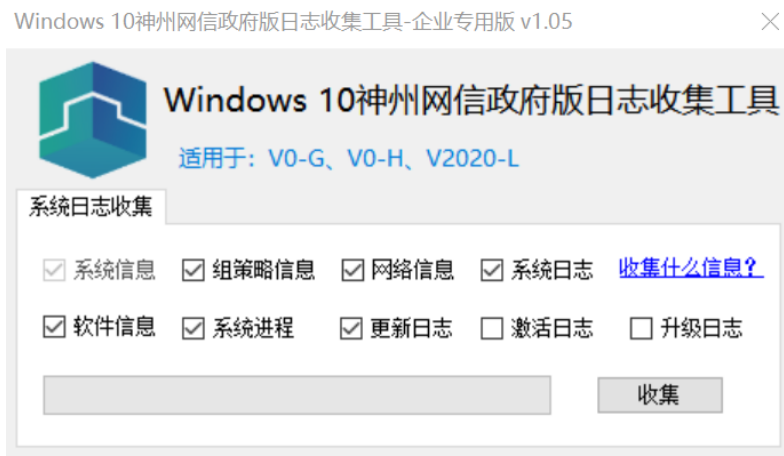 Windows 10神州网信政府版日志收集工具-企业专用版 v1.05
Windows 10神州网信政府版日志收集工具
适用于：V0-G、V0-H、V2020-L
系统日志收集
系统信息 组策略信息 网络信息 系统日志 收集什么信息？
软件信息 系统进程 更新日志 激活日志 升级日志
收集